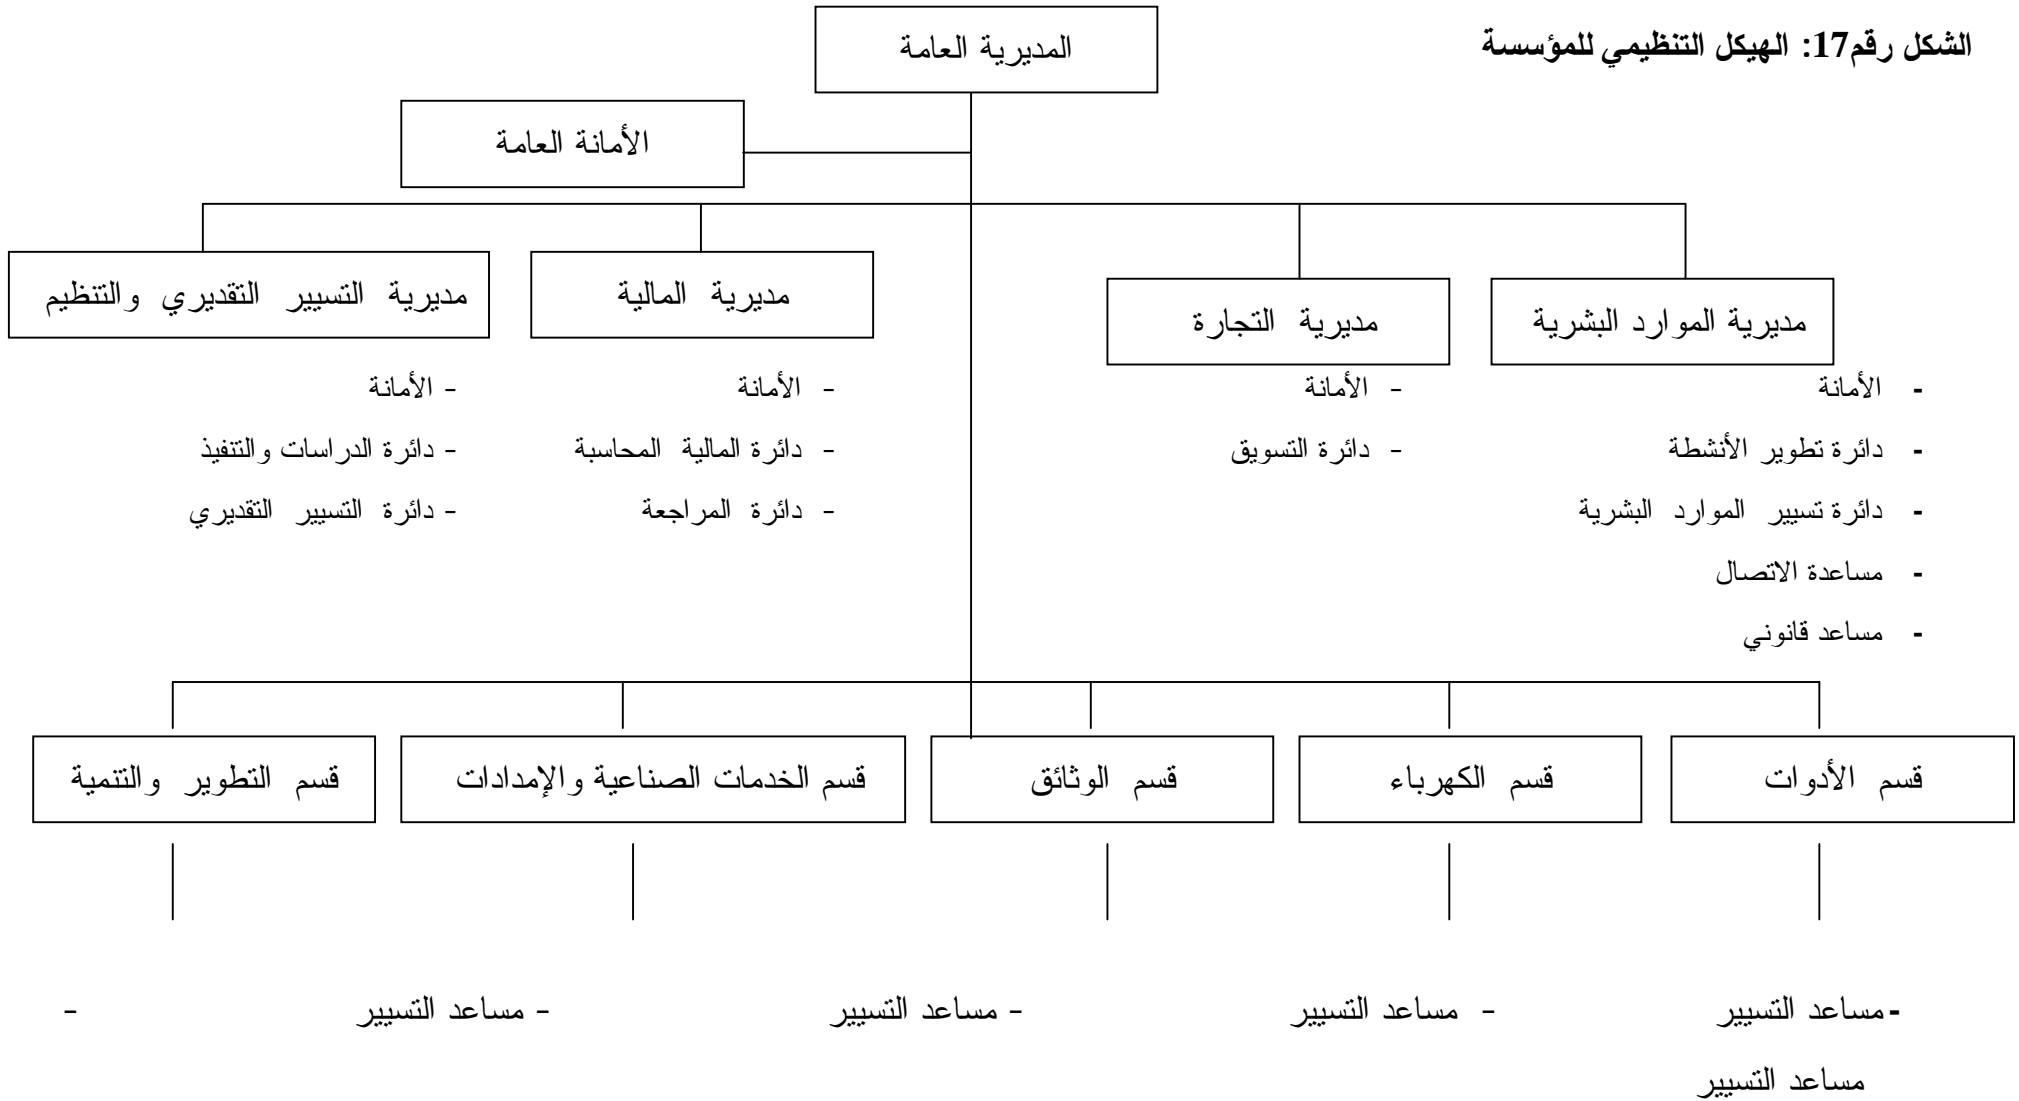 الشكل رقم17: الهيكل التنظيمي للمؤسسة
المديرية العامة
الأمانة العامة
مديرية الموارد البشرية
- الأمانة
- دائرة تطوير الأنشطة
- دائرة تسيير الموارد البشرية
- مساعدة الاتصال
- مساعد قانوني
مديرية التجارة
- الأمانة
- دائرة التسويق
مديرية المالية
- الأمانة
- دائرة المالية المحاسبة
- دائرة المراجعة
مديرية التسيير التقديري والتنظيم
- الأمانة
- دائرة الدراسات والتنفيذ
- دائرة التسيير التقديري
قسم الأدوات
قسم الكهرباء
قسم الوثائق
قسم الخدمات الصناعية والإمدادات
قسم التطوير والتنمية
- مساعد التسيير
- مساعد التسيير
- مساعد التسيير
- مساعد التسيير
-
مساعد التسيير